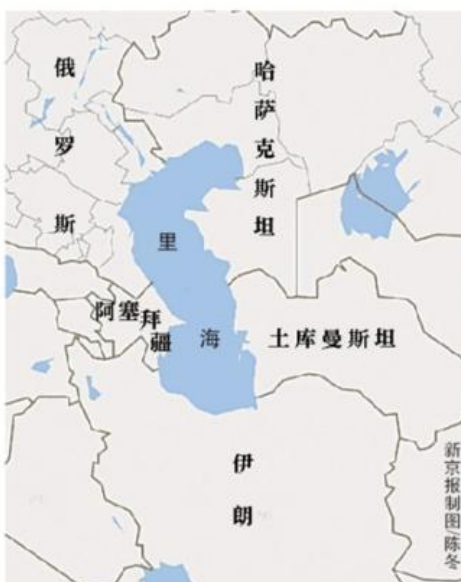 俄罗斯
哈萨克斯坦
里海
阿塞拜疆
土库曼斯坦
伊朗
新京报制图/陈冬